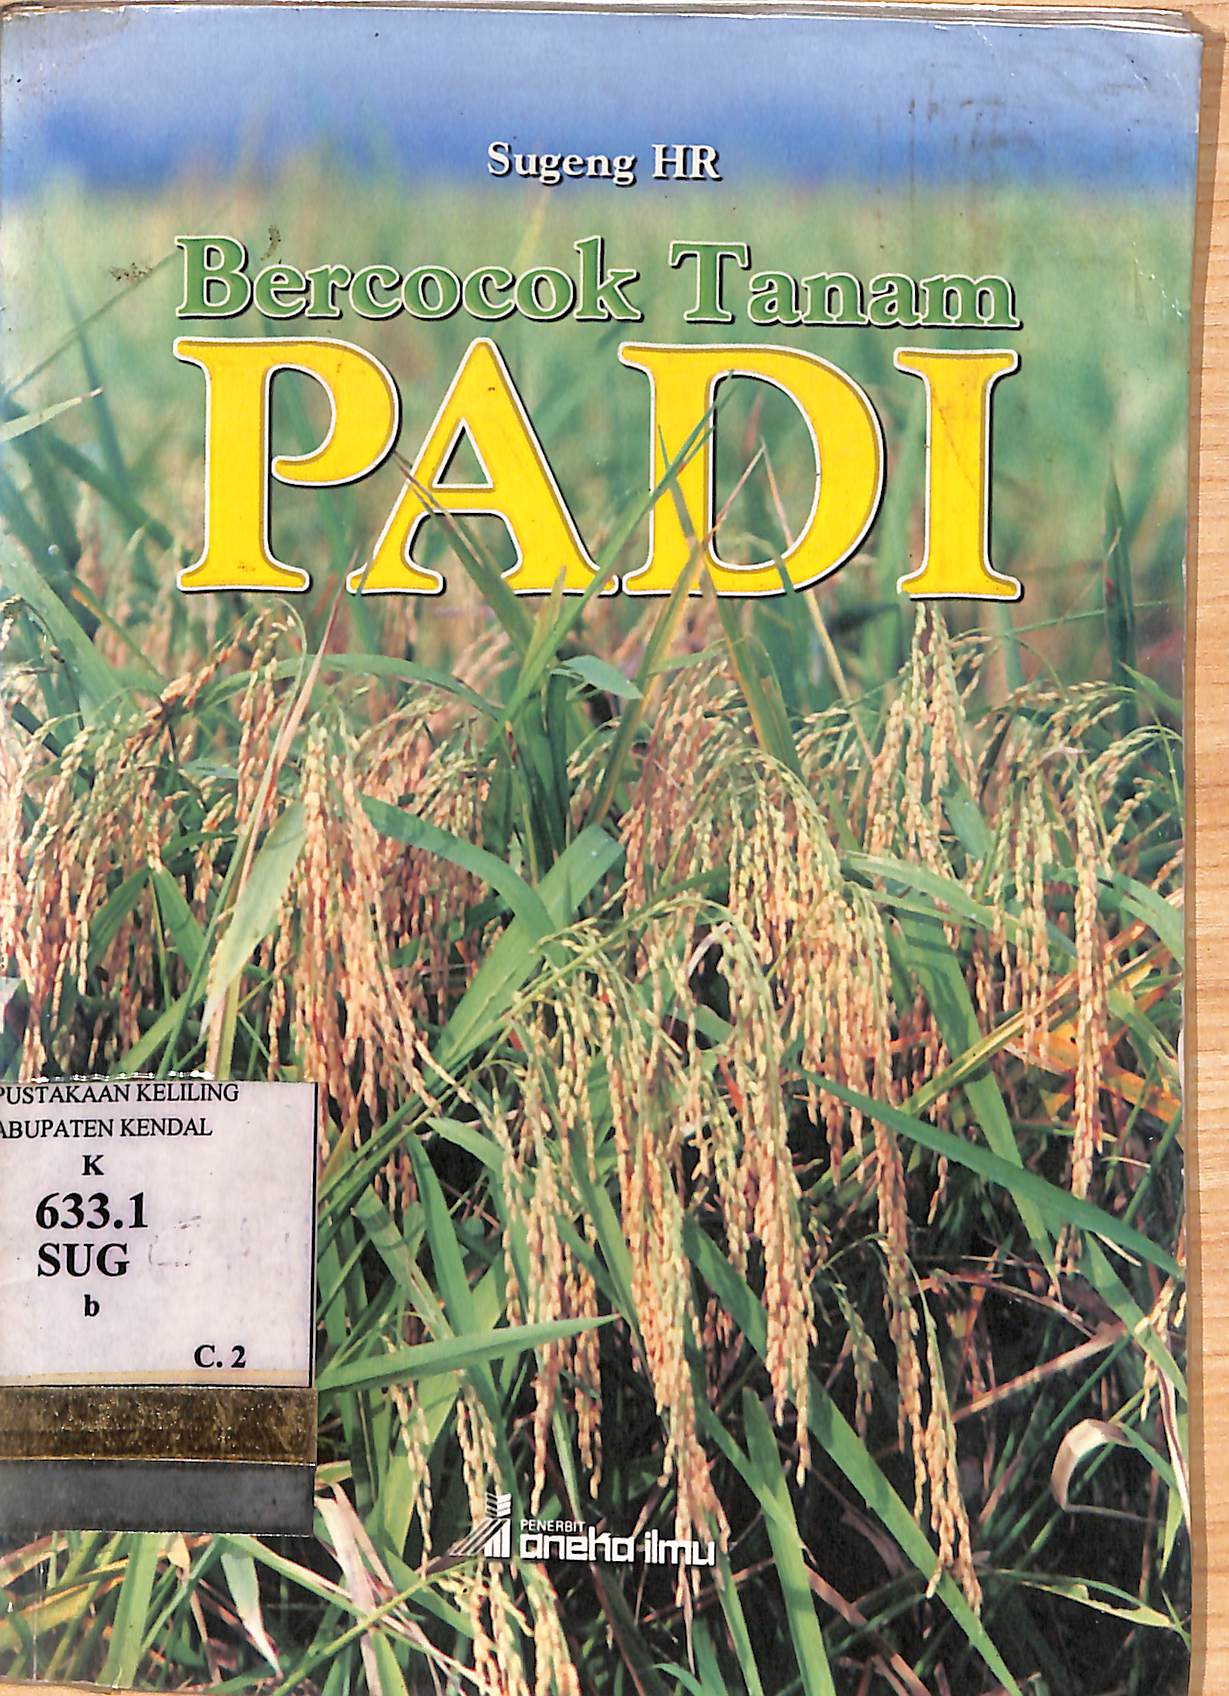 Sugeng HR
Bercocok Tanam
PADI
PUSTAKAAN KELILING
ABUPATEN KENDAL
K
633.1
SUG
b
C. 2
PENERBIT
aneka ilmu